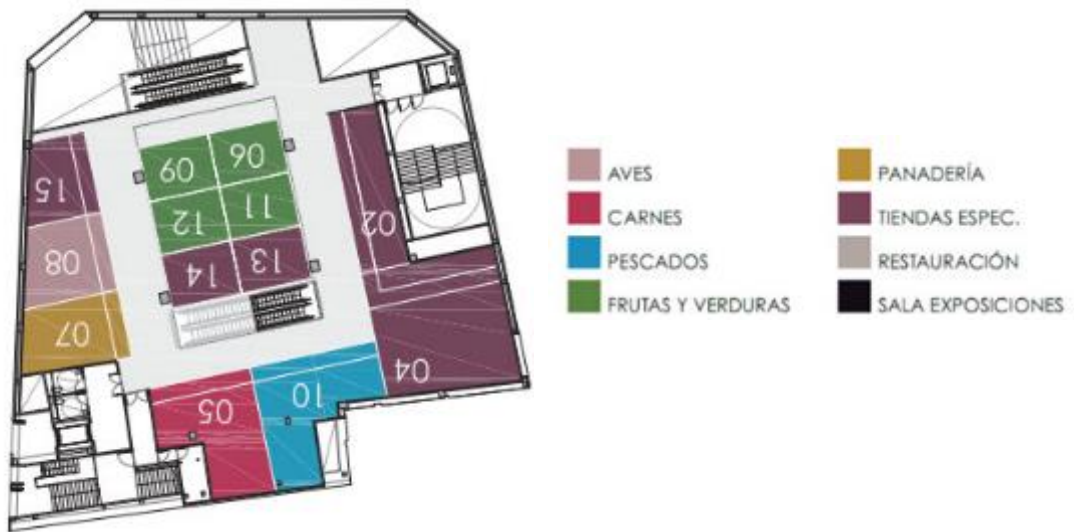 06
09
15
11
12
02
08
13
14
07
04
10
05
AVES
CARNES
PESCADOS
FRUTAS Y VERDURAS
PANADERÍA
TIENDAS ESPEC.
RESTAURACIÓN
SALA EXPOSICIONES